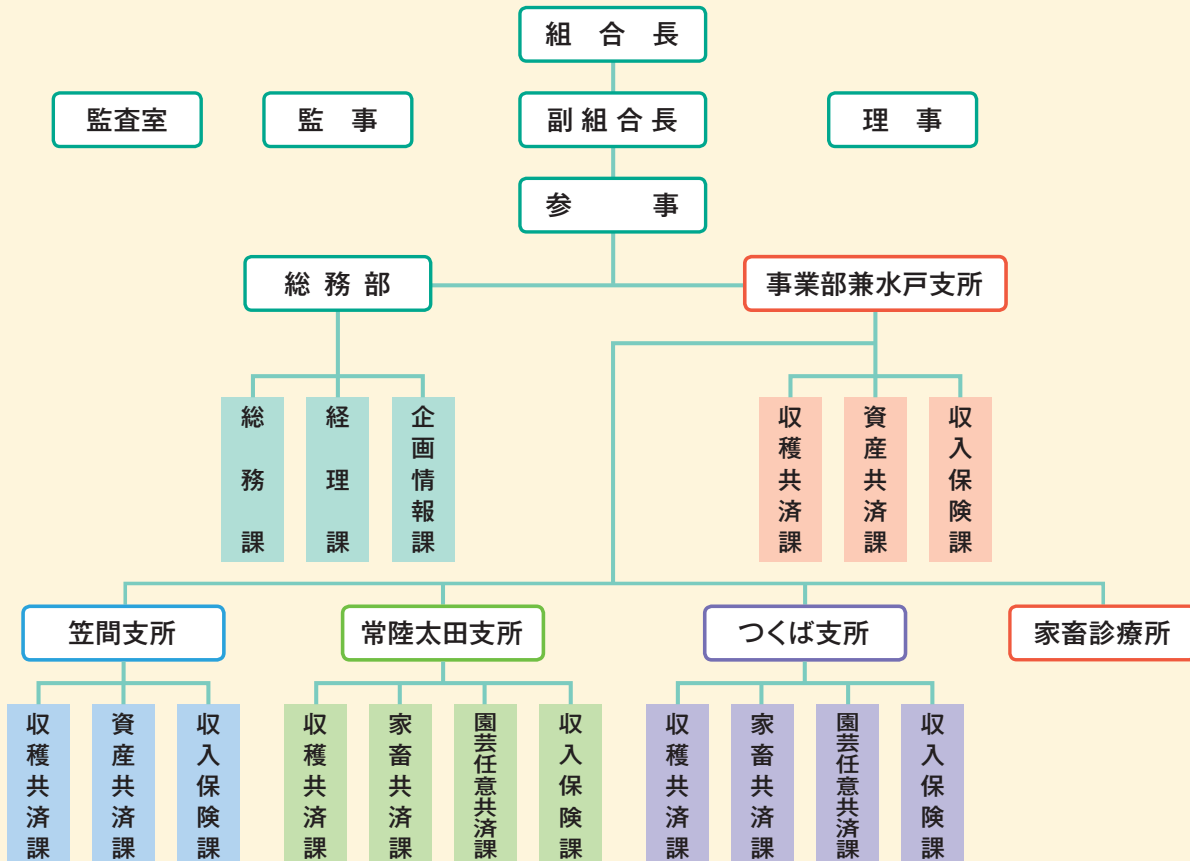 組合長
監査室
監事
副組合長
理事
参事
総務部
事業部兼水戸支所
総務課
経理課
企画情報課
収穫共済課
資産共済課
収入保険課
笠間支所
常陸太田支所
つくば支所
家畜診療所
収穫共済課
資産共済課
収入保険課
収穫共済課
家畜共済課
園芸任意共済課
収入保険課
収穫共済課
家畜共済課
園芸任意共済課
収入保険課